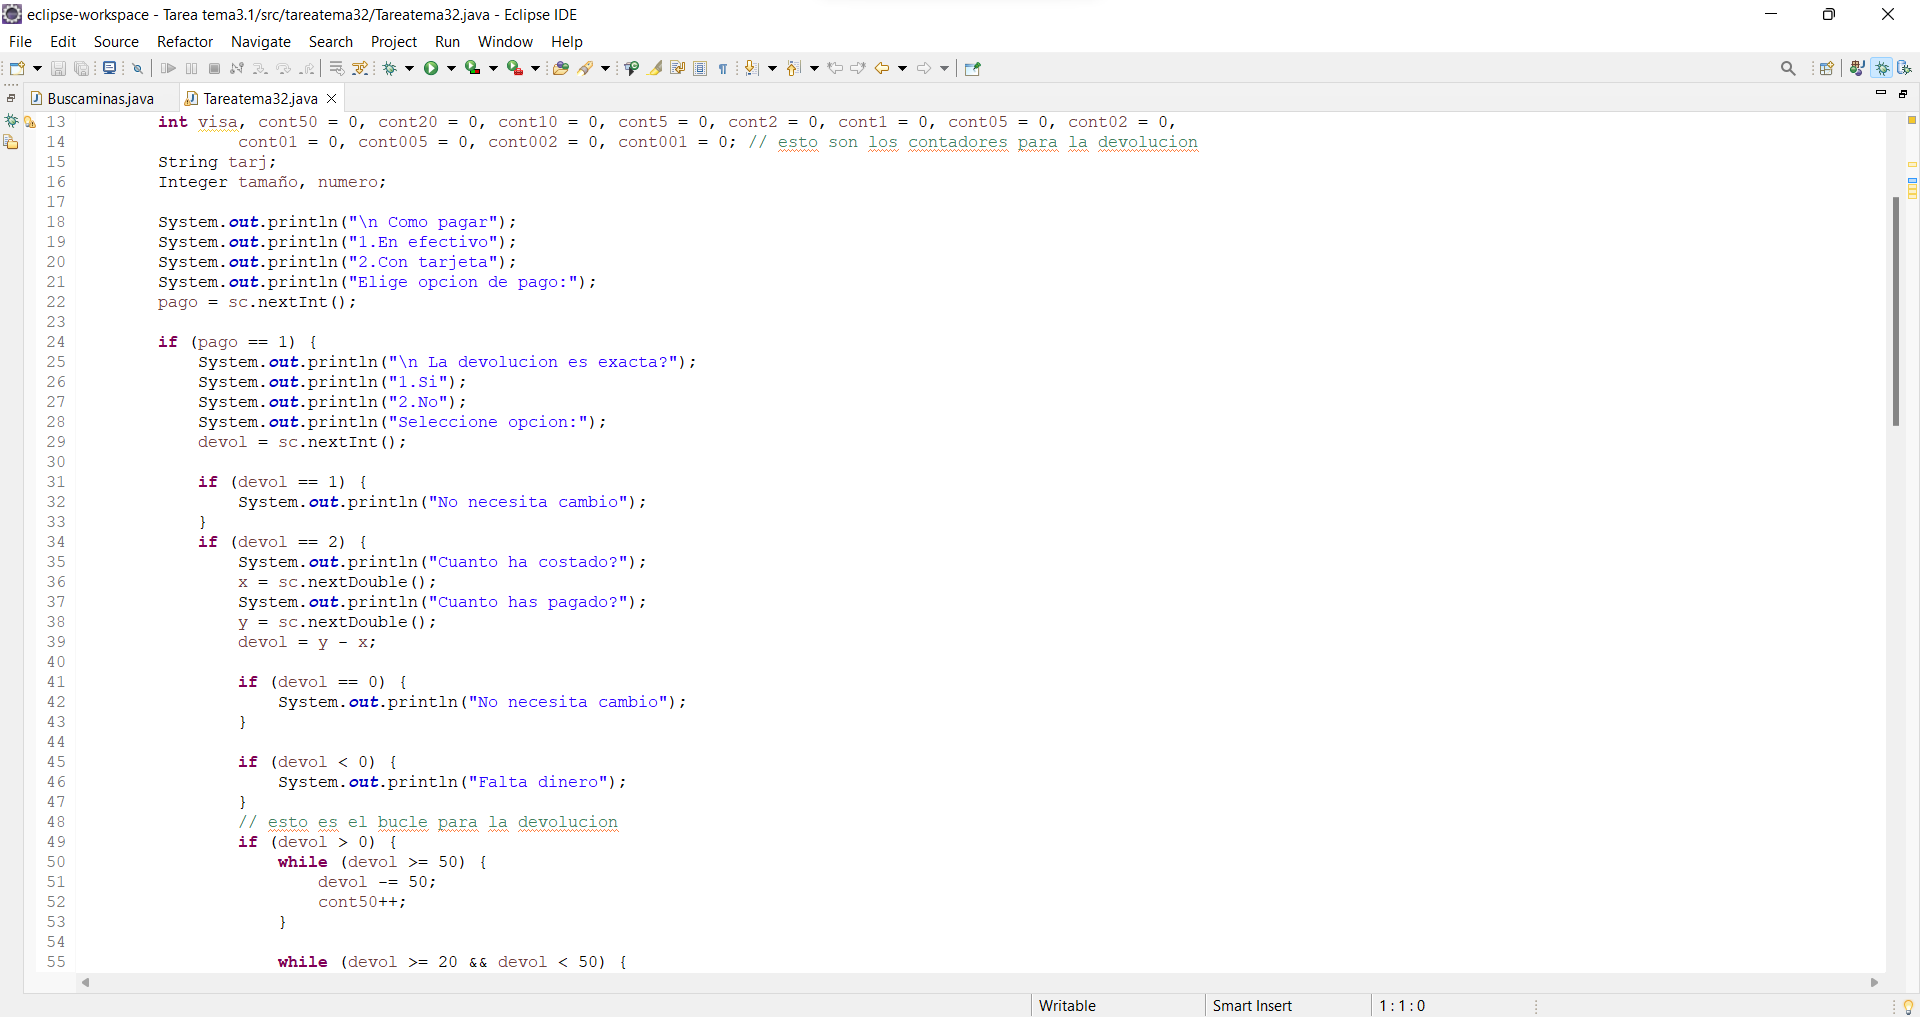 eclipse-workspace - Tarea tema3.1/src/tareatema32/Tareatema32.java - Eclipse IDE
File Edit Source Refactor Navigate Search Project Run Window Help
Buscaminas.java Tareatema32.java
13 int visa, cont50 = 0, cont20 = 0, cont10 = 0, cont5 = 0, cont2 = 0, cont1 = 0, cont05 = 0, cont02 = 0,
14 cont01 = 0, cont005 = 0, cont002 = 0, cont001 = 0; // esto son los contadores para la devolucion
15 String tarj;
16 Integer tamaño, numero;
17
18 System.out.println("\n Como pagar");
19 System.out.println("1.En efectivo");
20 System.out.println("2.Con tarjeta");
21 System.out.println("Elige opcion de pago:");
22 pago = sc.nextInt();
23
24 if (pago == 1) {
25 System.out.println("\n La devolucion es exacta?");
26 System.out.println("1.Si");
27 System.out.println("2.No");
28 System.out.println("Seleccione opcion:");
29 devol = sc.nextInt();
30
31 if (devol == 1) {
32 System.out.println("No necesita cambio");
33 }
34 if (devol == 2) {
35 System.out.println("Cuanto ha costado?");
36 x = sc.nextDouble();
37 System.out.println("Cuanto has pagado?");
38 y = sc.nextDouble();
39 devol = y - x;
40
41 if (devol == 0) {
42 System.out.println("No necesita cambio");
43 }
44
45 if (devol < 0) {
46 System.out.println("Falta dinero");
47 }
48 // esto es el bucle para la devolucion
49 if (devol > 0) {
50 while (devol >= 50) {
51 devol -= 50;
52 cont50++;
53 }
54
55 while (devol >= 20 && devol < 50) {
Writable Smart Insert 1 : 1 : 0